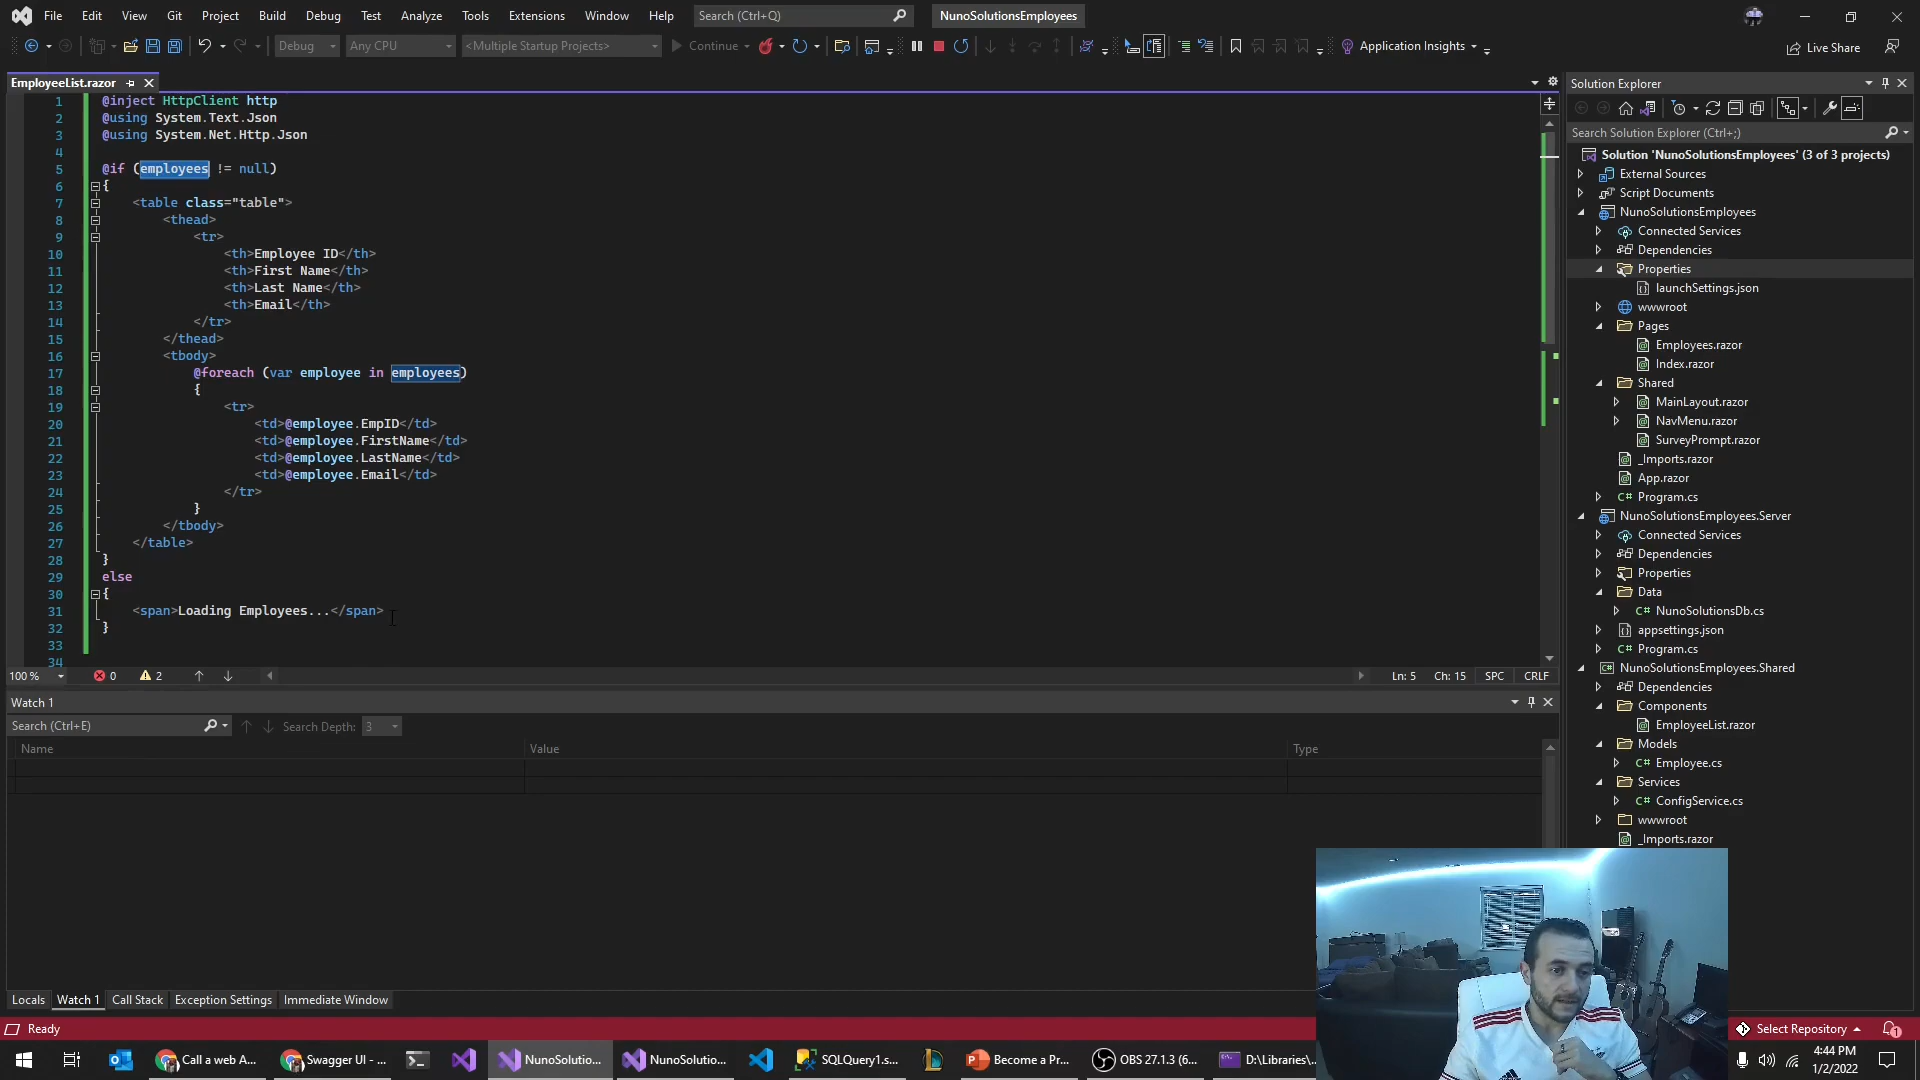 File Edit View Git Project Build Debug Test Analyze Tools Extensions Window Help Search (Ctrl+Q) NunoSolutionsEmployees
Debug Any CPU <Multiple Startup Projects> Continue Application Insights Live Share
EmployeeList.razor
1 @inject HttpClient http
2 @using System.Text.Json
3 @using System.Net.Http.Json
4
5 @if (employees != null)
6 {
7 <table class="table">
8 <thead>
9 <tr>
10 <th>Employee ID</th>
11 <th>First Name</th>
12 <th>Last Name</th>
13 <th>Email</th>
14 </tr>
15 </thead>
16 <tbody>
17 @foreach (var employee in employees)
18 {
19 <tr>
20 <td>@employee.EmpID</td>
21 <td>@employee.FirstName</td>
22 <td>@employee.LastName</td>
23 <td>@employee.Email</td>
24 </tr>
25 }
26 </tbody>
27 </table>
28 }
29 else
30 {
31 <span>Loading Employees...</span>
32 }
33
34
100 % 0 2 Ln: 5 Ch: 15 SPC CRLF
Watch 1
Search (Ctrl+E) Search Depth: 3
Name Value Type
Locals Watch 1 Call Stack Exception Settings Immediate Window
Solution Explorer
Search Solution Explorer (Ctrl+;)
Solution 'NunoSolutionsEmployees' (3 of 3 projects)
External Sources
Script Documents
NunoSolutionsEmployees
Connected Services
Dependencies
Properties
launchSettings.json
wwwroot
Pages
Employees.razor
Index.razor
Shared
MainLayout.razor
NavMenu.razor
SurveyPrompt.razor
_Imports.razor
App.razor
C# Program.cs
NunoSolutionsEmployees.Server
Connected Services
Dependencies
Properties
Data
C# NunoSolutionsDb.cs
appsettings.json
C# Program.cs
C# NunoSolutionsEmployees.Shared
Dependencies
Components
EmployeeList.razor
Models
C# Employee.cs
Services
C# ConfigService.cs
wwwroot
_Imports.razor
Ready Select Repository 1
Call a web A... Swagger UI - ... NunoSolutio... NunoSolutio... SQLQuery1.s... Become a Pr... OBS 27.1.3 (6... D:\Libraries\...
4:44 PM
1/2/2022